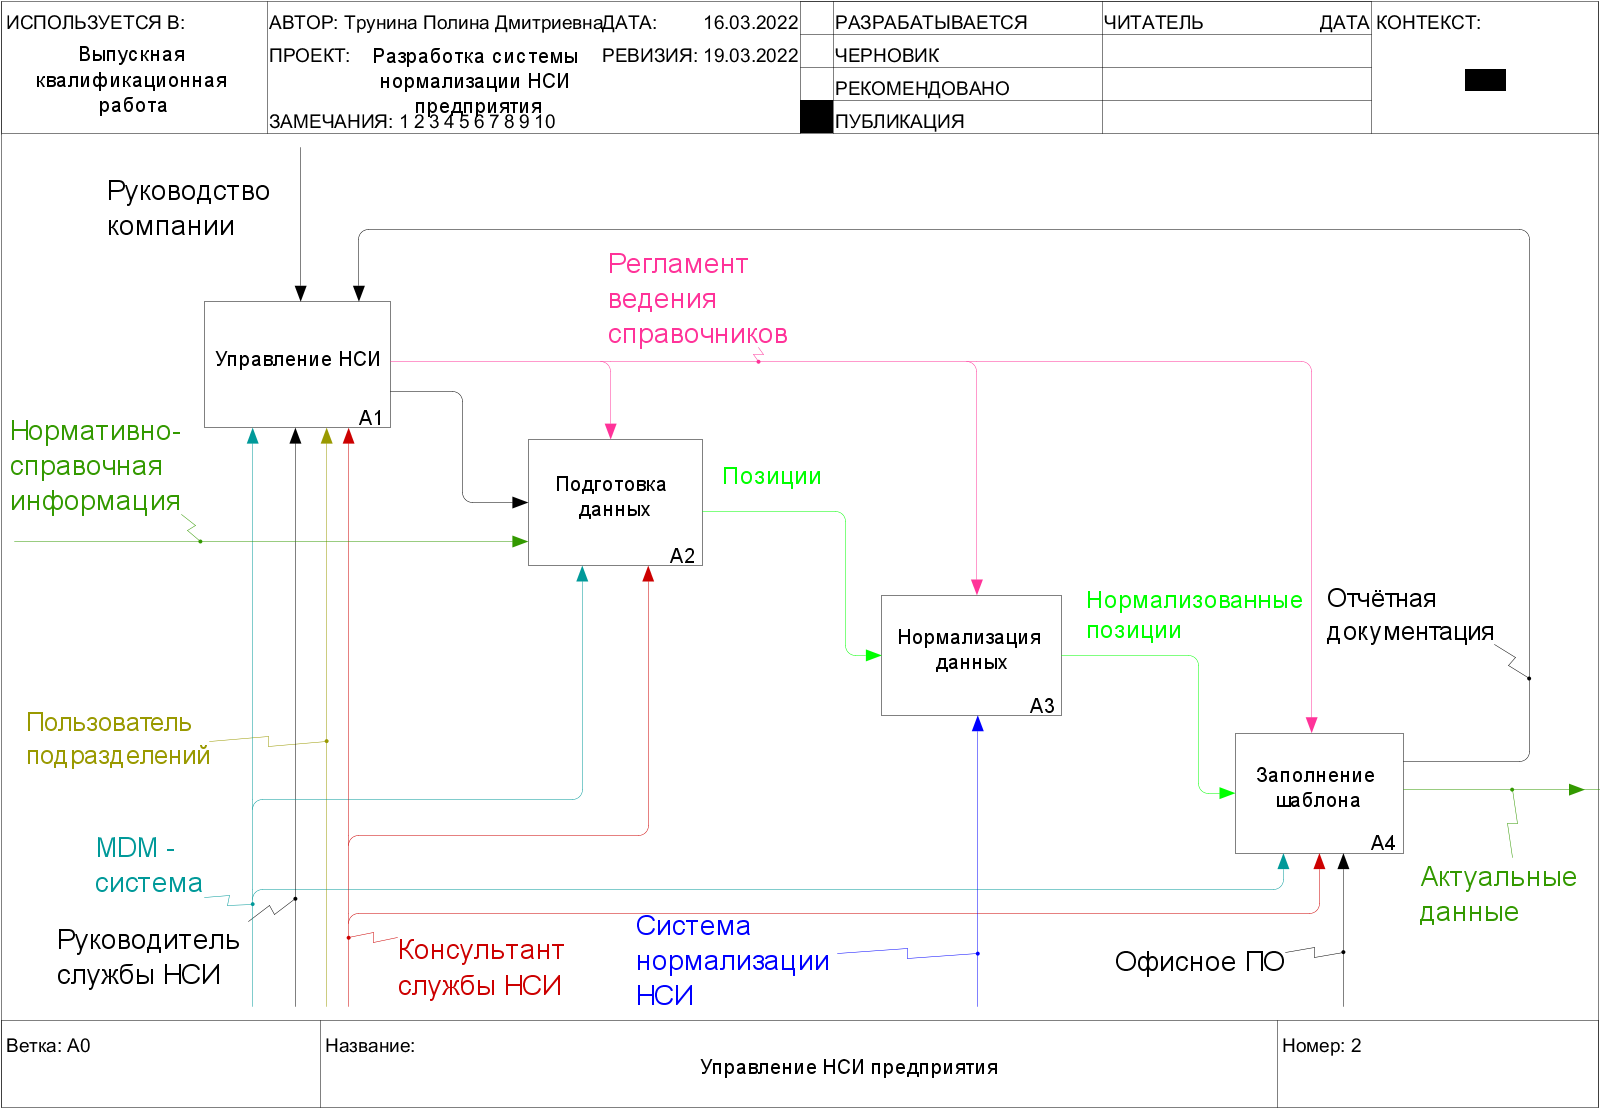 ИСПОЛЬЗУЕТСЯ В:
Выпускная
квалификационная
работа
АВТОР: Трунина Полина Дмитриевна
ДАТА: 16.03.2022
ПРОЕКТ: Разработка системы
нормализации НСИ
предприятия
РЕВИЗИЯ: 19.03.2022
ЗАМЕЧАНИЯ: 1 2 3 4 5 6 7 8 9 10
РАЗРАБАТЫВАЕТСЯ
ЧЕРНОВИК
РЕКОМЕНДОВАНО
ПУБЛИКАЦИЯ
ЧИТАТЕЛЬ
ДАТА
КОНТЕКСТ:
Руководство
компании
Регламент
ведения
справочников
Управление НСИ
A1
Нормативно-
справочная
информация
Подготовка
данных
A2
Позиции
Нормализация
данных
A3
Нормализованные
позиции
Отчётная
документация
Пользователь
подразделений
Заполнение
шаблона
A4
MDM -
система
Актуальные
данные
Руководитель
службы НСИ
Консультант
службы НСИ
Система
нормализации
НСИ
Офисное ПО
Ветка: A0
Название:
Управление НСИ предприятия
Номер: 2